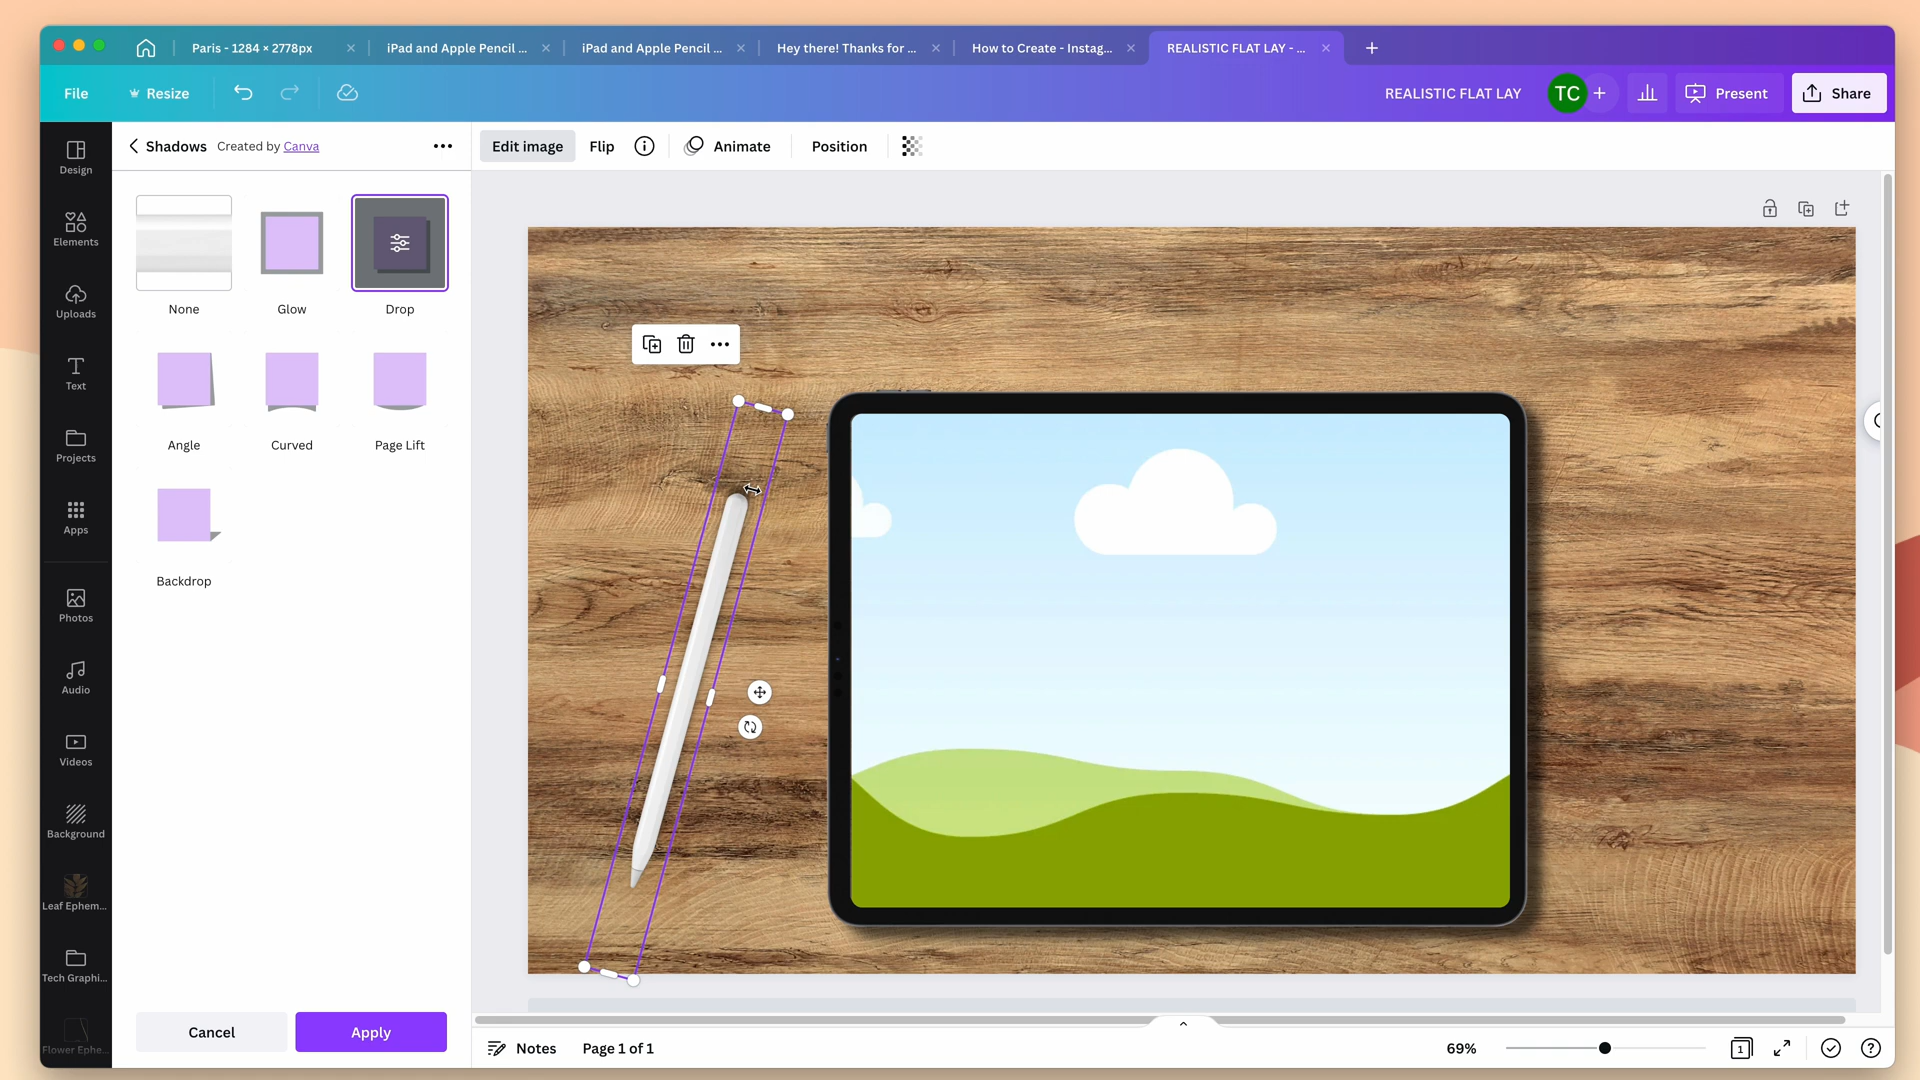 Paris - 1284 × 2778px
iPad and Apple Pencil ...
iPad and Apple Pencil ...
Hey there! Thanks for ...
How to Create - Instag...
REALISTIC FLAT LAY - ...
File
Resize
REALISTIC FLAT LAY
TC
Present
Share
Design
Elements
Uploads
Text
Projects
Apps
Photos
Audio
Videos
Background
Leaf Ephem...
Tech Graphi...
Flower Ephe...
Shadows Created by Canva
None
Glow
Drop
Angle
Curved
Page Lift
Backdrop
Cancel
Apply
Edit image
Flip
Animate
Position
Notes
Page 1 of 1
69%
1